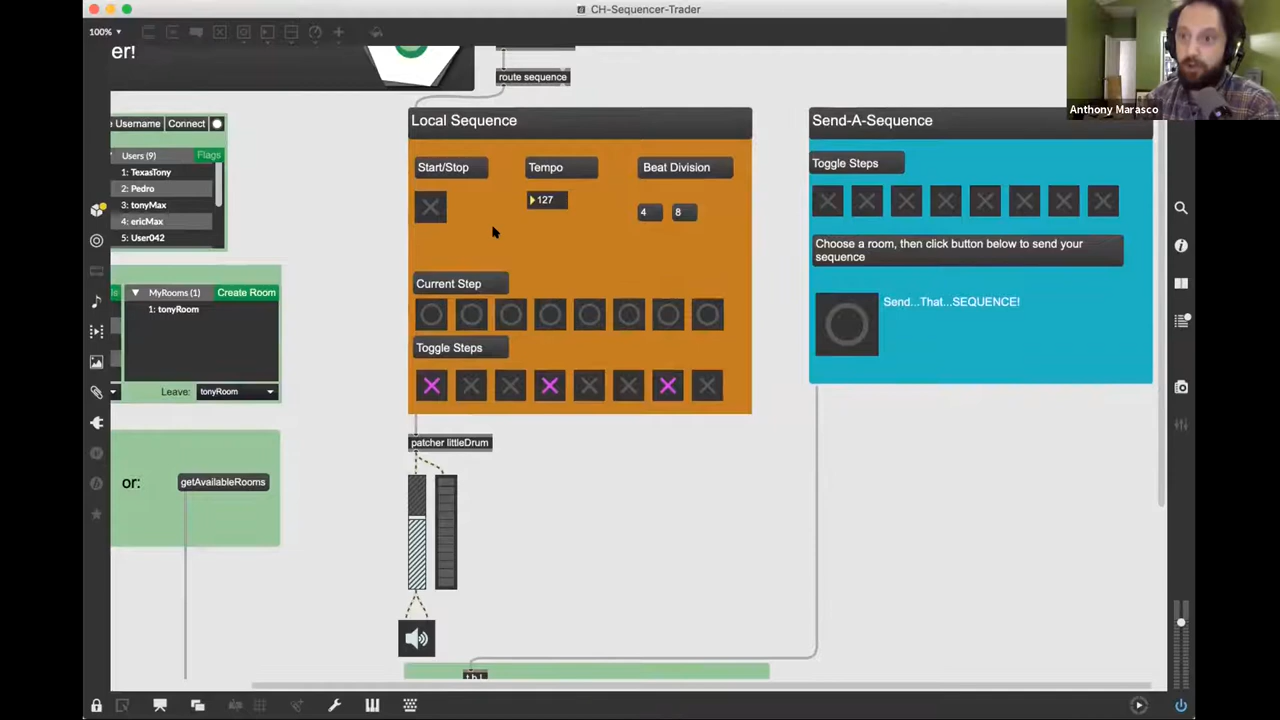 CH-Sequencer-Trader
100%
er!
route sequence
Anthony Marasco
e Username
Connect
Users (9)
Flags
1: TexasTony
2: Pedro
3: tonyMax
4: ericMax
5: User042
MyRooms (1)
Create Room
1: tonyRoom
Leave:
tonyRoom
or:
getAvailableRooms
Local Sequence
Start/Stop
Tempo
Beat Division
127
4
8
Current Step
Toggle Steps
patcher littleDrum
Send-A-Sequence
Toggle Steps
Choose a room, then click button below to send your
sequence
Send...That...SEQUENCE!
t b l